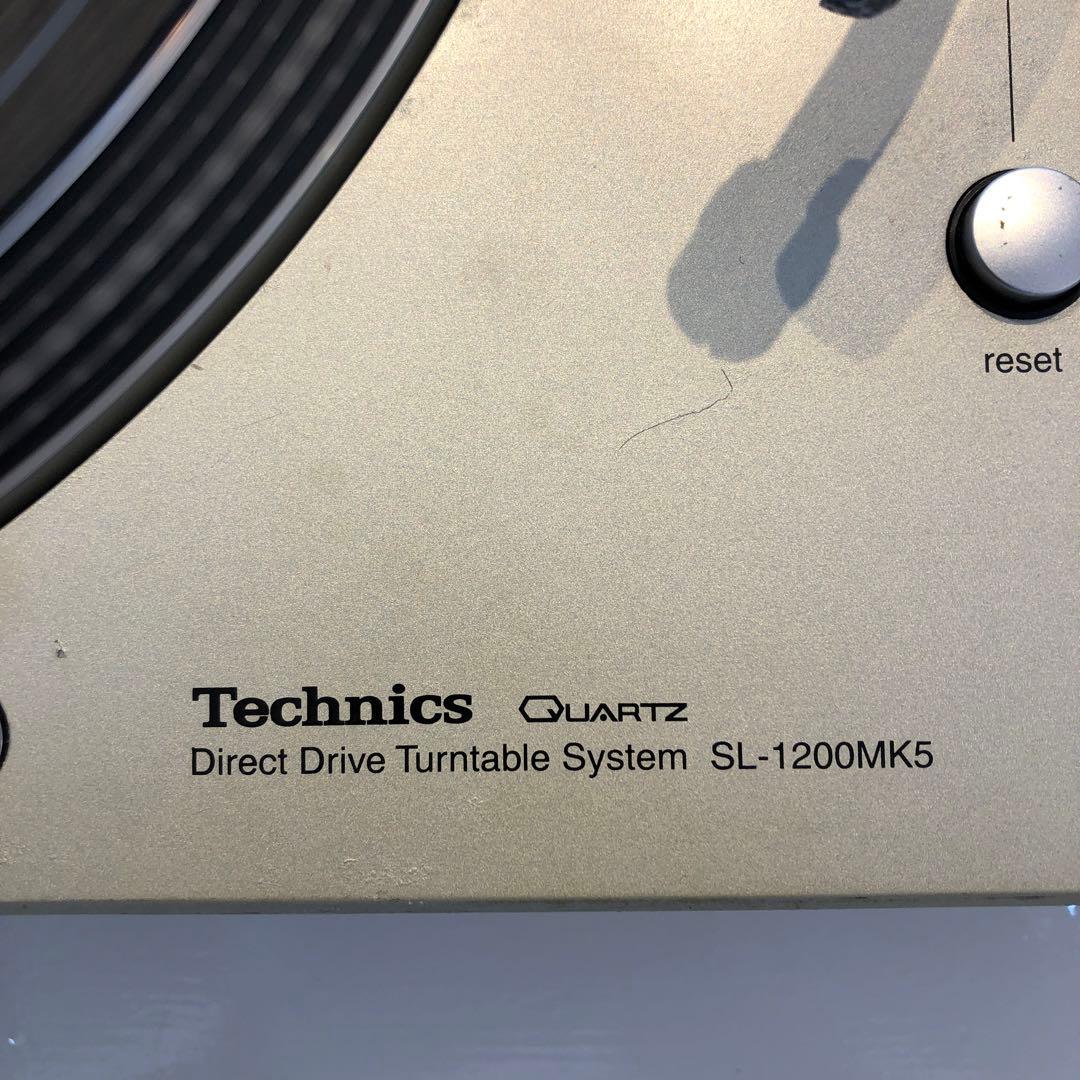 reset
Technics QUARTZ
Direct Drive Turntable System SL-1200MK5